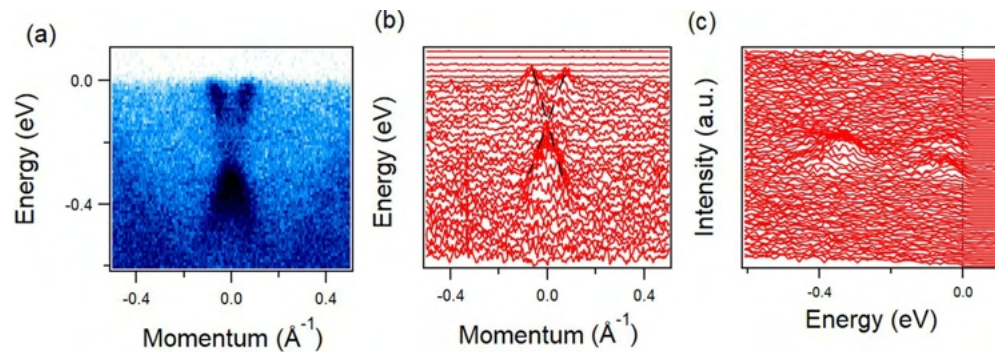 (a)
Energy (eV)
0.0
-0.4
-0.4
0.0
0.4
Momentum (Å⁻¹)
(b)
Energy (eV)
-0.4
0.0
0.4
Momentum (Å⁻¹)
(c)
Intensity (a.u.)
-0.4
0.0
Energy (eV)